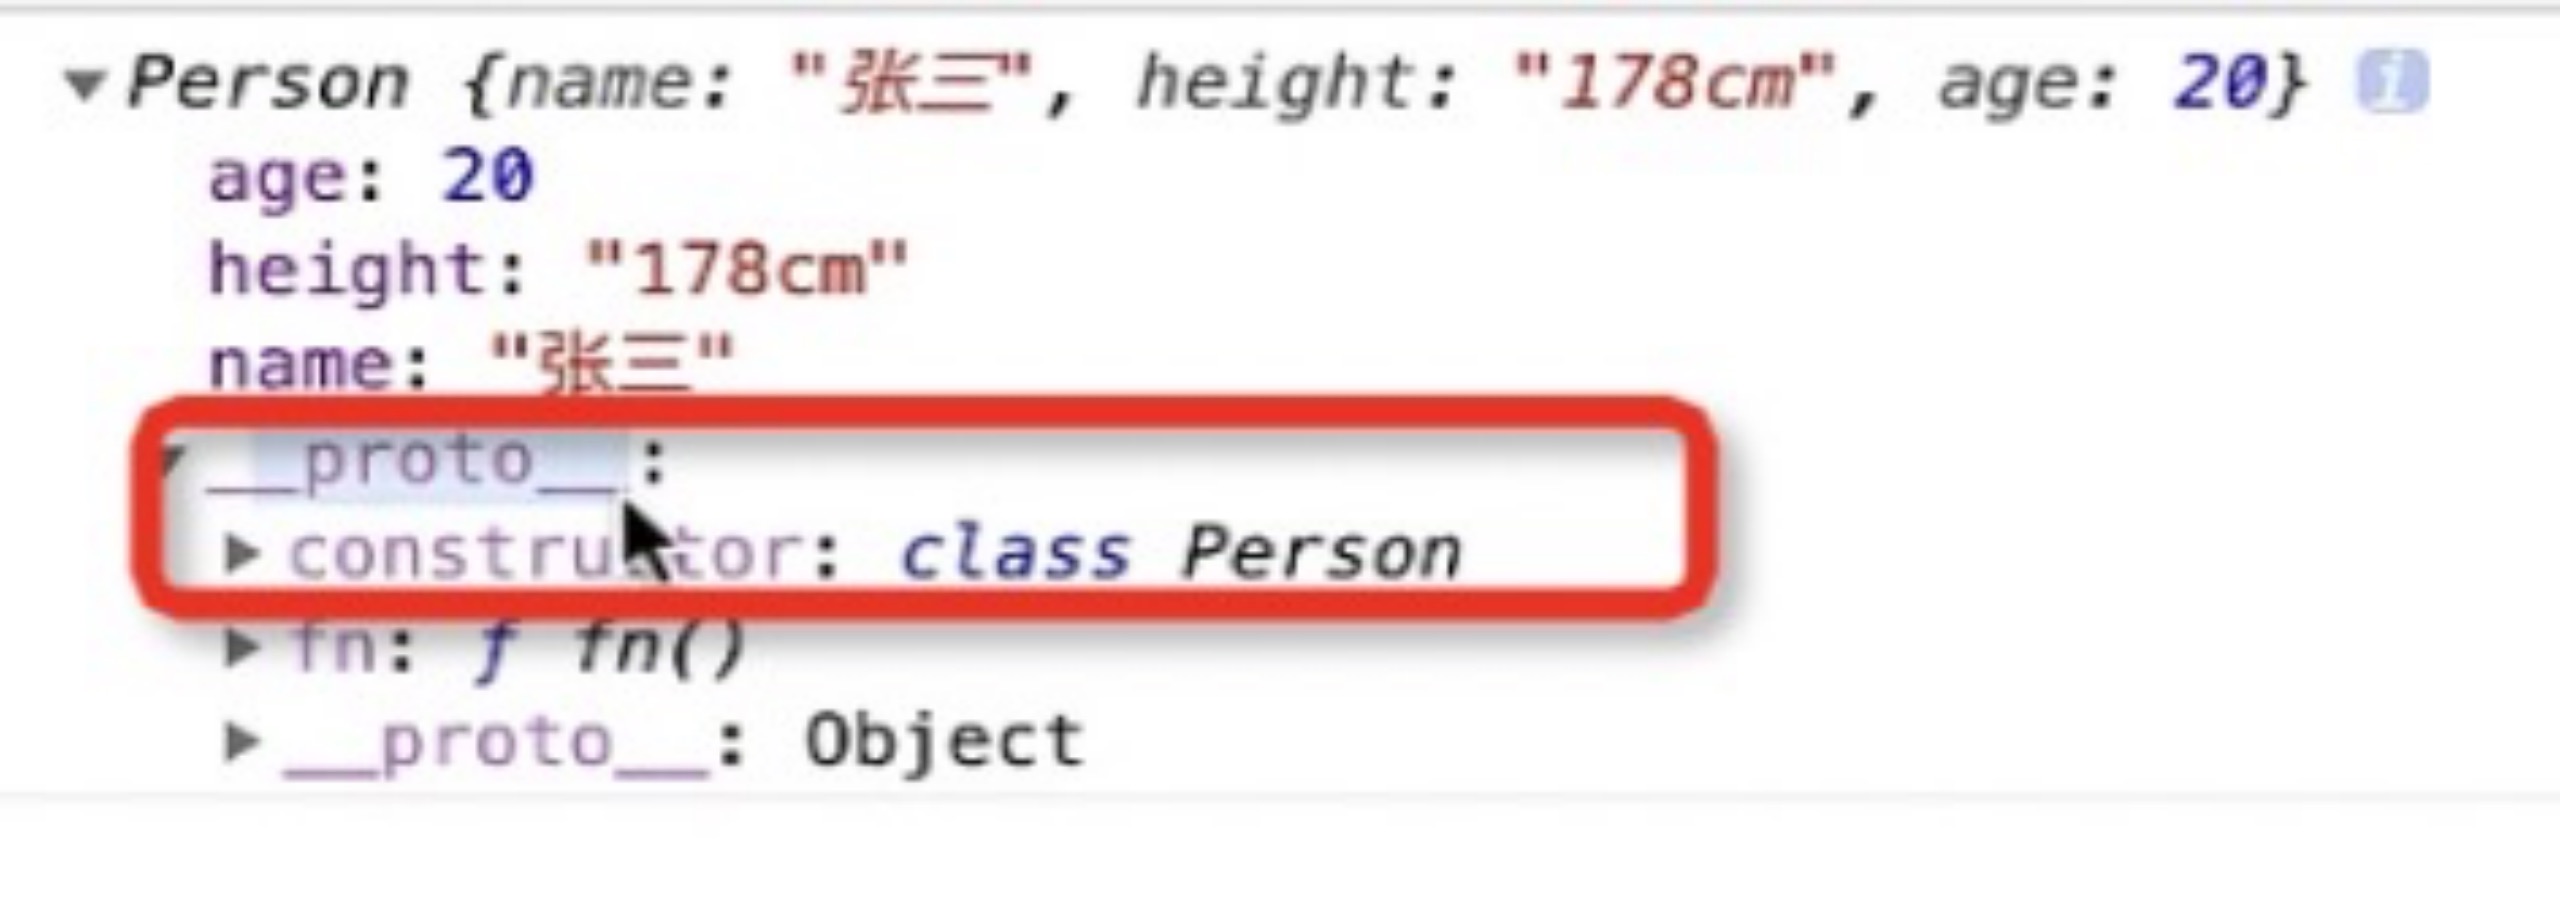 ▼Person {name: "张三", height: "178cm", age: 20} i
age: 20
height: "178cm"
name: "张三"
▼ __proto__:
▶ constructor: class Person
▶ fn: ƒ fn()
▶ __proto__: Object